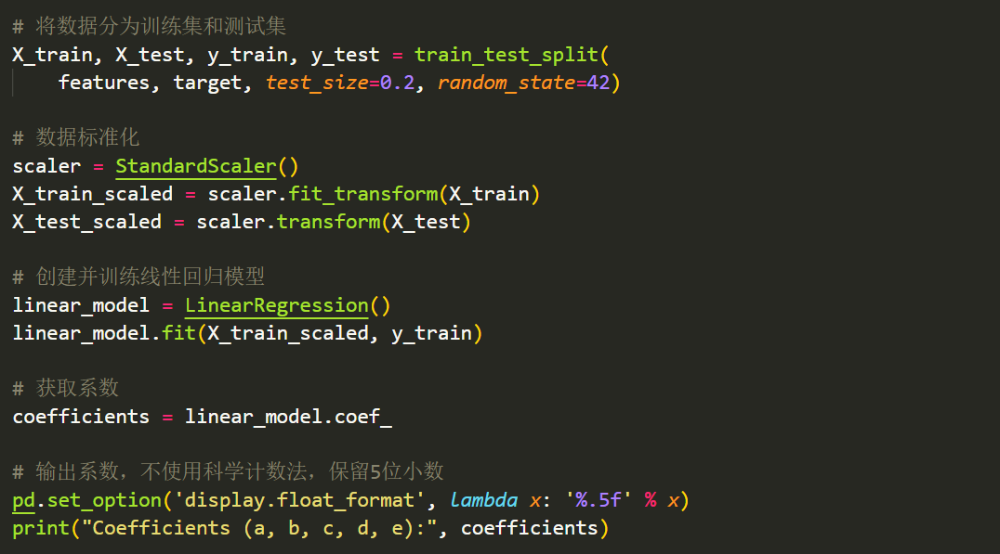 # 将数据分为训练集和测试集
X_train, X_test, y_train, y_test = train_test_split(
    features, target, test_size=0.2, random_state=42)
# 数据标准化
scaler = StandardScaler()
X_train_scaled = scaler.fit_transform(X_train)
X_test_scaled = scaler.transform(X_test)
# 创建并训练线性回归模型
linear_model = LinearRegression()
linear_model.fit(X_train_scaled, y_train)
# 获取系数
coefficients = linear_model.coef_
# 输出系数，不使用科学计数法，保留5位小数
pd.set_option('display.float_format', lambda x: '%.5f' % x)
print("Coefficients (a, b, c, d, e):", coefficients)